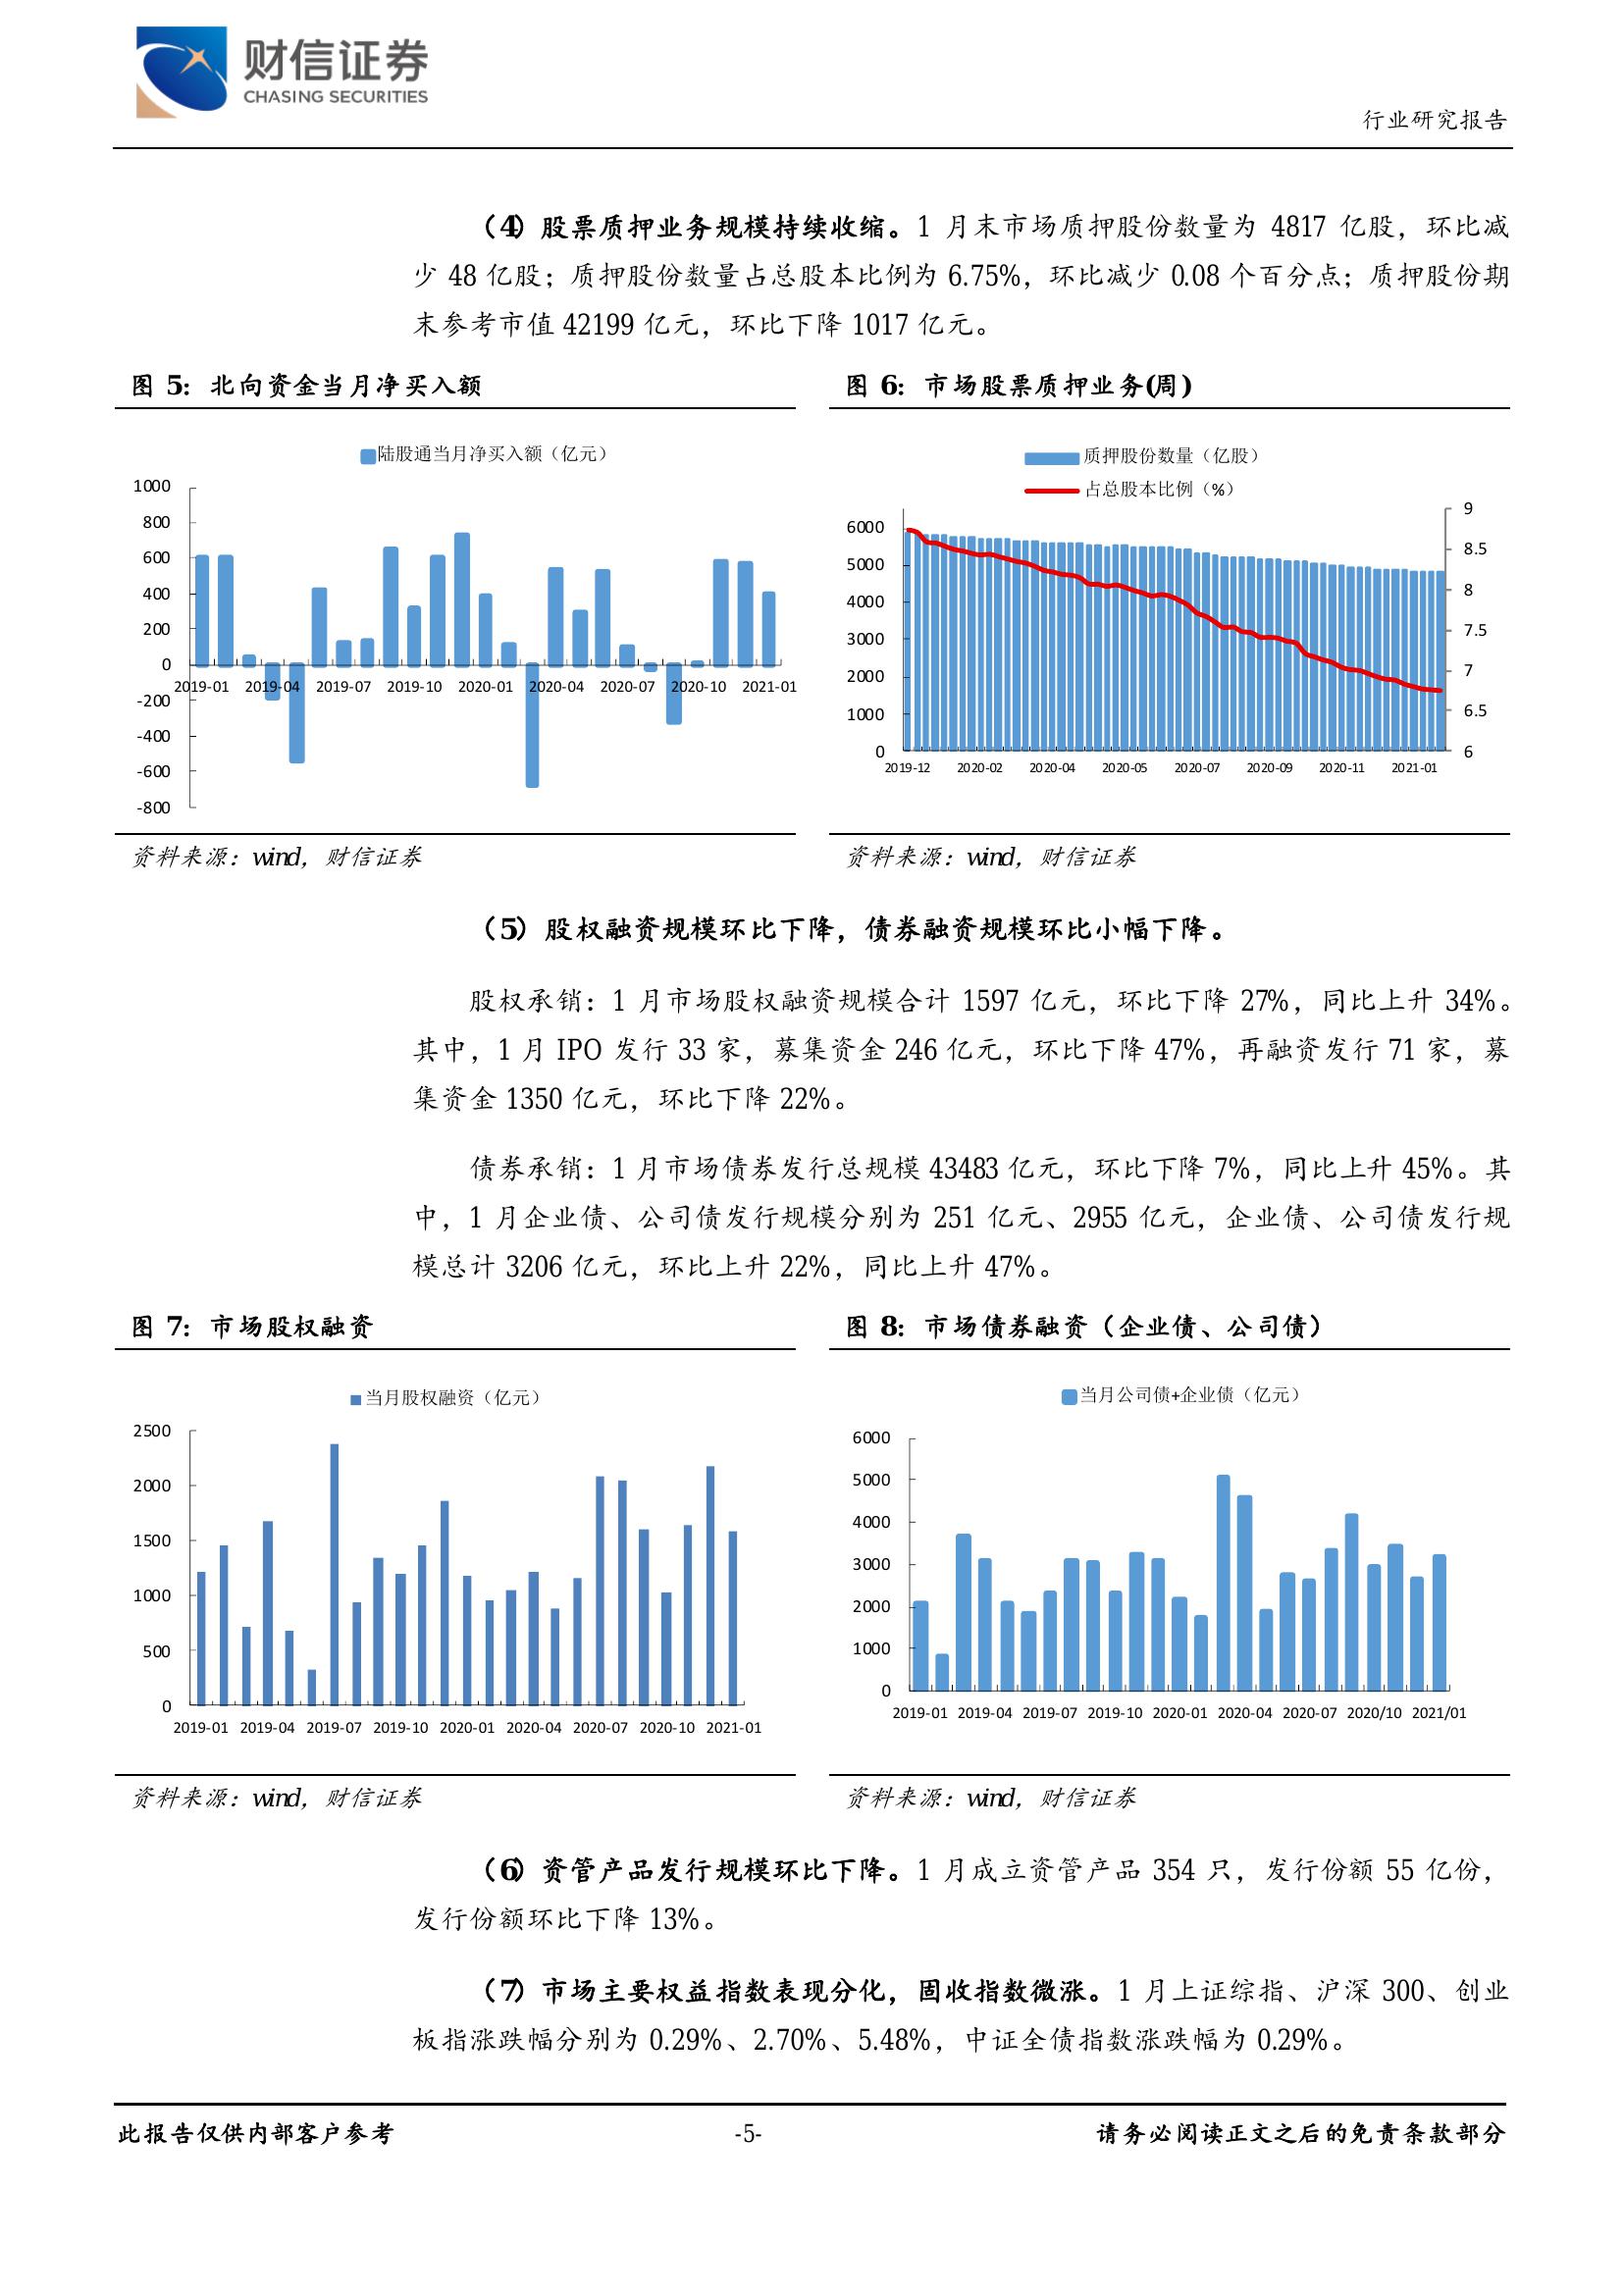 财信证券
CHASING SECURITIES
行业研究报告
（4）股票质押业务规模持续收缩。1 月末市场质押股份数量为 4817 亿股，环比减
少 48 亿股；质押股份数量占总股本比例为 6.75%，环比减少 0.08 个百分点；质押股份期
末参考市值 42199 亿元，环比下降 1017 亿元。
图 5：北向资金当月净买入额
陆股通当月净买入额（亿元）
1000
800
600
400
200
0
-200
-400
-600
-800
2019-01 2019-04 2019-07 2019-10 2020-01 2020-04 2020-07 2020-10 2021-01
资料来源：wind，财信证券
图 6：市场股票质押业务(周)
质押股份数量（亿股）
占总股本比例（%）
6000
5000
4000
3000
2000
1000
0
9
8.5
8
7.5
7
6.5
6
2019-12 2020-02 2020-04 2020-05 2020-07 2020-09 2020-11 2021-01
资料来源：wind，财信证券
（5）股权融资规模环比下降，债券融资规模环比小幅下降。
股权承销：1 月市场股权融资规模合计 1597 亿元，环比下降 27%，同比上升 34%。
其中，1 月 IPO 发行 33 家，募集资金 246 亿元，环比下降 47%，再融资发行 71 家，募
集资金 1350 亿元，环比下降 22%。
债券承销：1 月市场债券发行总规模 43483 亿元，环比下降 7%，同比上升 45%。其
中，1 月企业债、公司债发行规模分别为 251 亿元、2955 亿元，企业债、公司债发行规
模总计 3206 亿元，环比上升 22%，同比上升 47%。
图 7：市场股权融资
当月股权融资（亿元）
2500
2000
1500
1000
500
0
2019-01 2019-04 2019-07 2019-10 2020-01 2020-04 2020-07 2020-10 2021-01
资料来源：wind，财信证券
图 8：市场债券融资（企业债、公司债）
当月公司债+企业债（亿元）
6000
5000
4000
3000
2000
1000
0
2019-01 2019-04 2019-07 2019-10 2020-01 2020-04 2020-07 2020/10 2021/01
资料来源：wind，财信证券
（6）资管产品发行规模环比下降。1 月成立资管产品 354 只，发行份额 55 亿份，
发行份额环比下降 13%。
（7）市场主要权益指数表现分化，固收指数微涨。1 月上证综指、沪深 300、创业
板指涨跌幅分别为 0.29%、2.70%、5.48%，中证全债指数涨跌幅为 0.29%。
此报告仅供内部客户参考
-5-
请务必阅读正文之后的免责条款部分